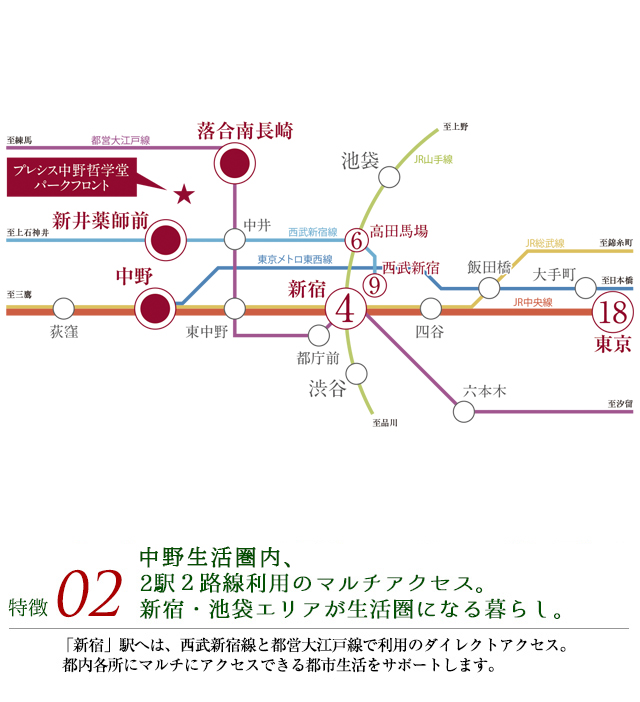 至上野
落合南長崎
至練馬
都営大江戸線
池袋
JR山手線
プレシス中野哲学堂
パークフロント
新井薬師前
中井
高田馬場
至上石神井
西武新宿線
6
JR総武線
至錦糸町
東京メトロ東西線
西武新宿
飯田橋
大手町
中野
新宿
9
至日本橋
至三鷹
4
JR中央線
18
荻窪
東中野
四谷
東京
都庁前
渋谷
六本木
至汐留
至品川
特徴 02
中野生活圏内、
2駅２路線利用のマルチアクセス。
新宿・池袋エリアが生活圏になる暮らし。
「新宿」駅へは、西武新宿線と都営大江戸線で利用のダイレクトアクセス。
都内各所にマルチにアクセスできる都市生活をサポートします。